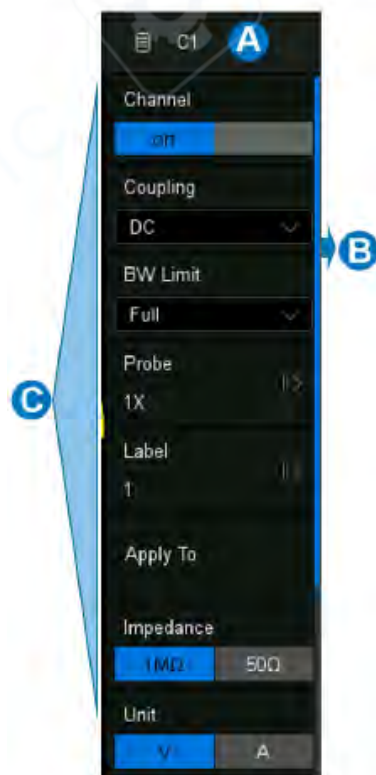 C1 A
Channel
Off
Coupling
DC
B
BW Limit
Full
Probe
1X
C
Label
1
Apply To
Impedance
1MΩ 50Ω
Unit
V A